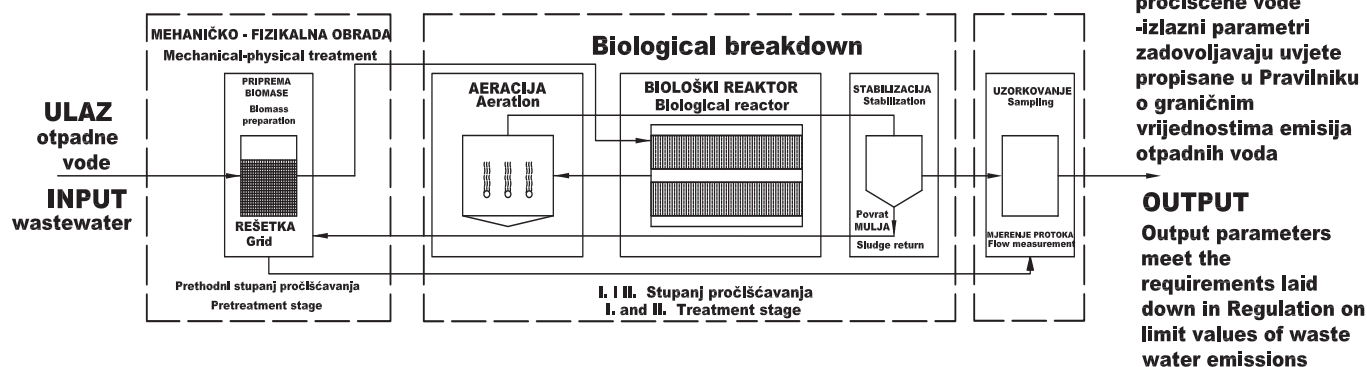 ULAZ
otpadne
vode
INPUT
wastewater
MEHANIČKO - FIZIKALNA OBRADA
Mechanical-physical treatment
PRIPREMA
BIOMASE
Biomass
preparation
REŠETKA
Grid
Prethodni stupanj pročišćavanja
Pretreatment stage
Biological breakdown
AERACIJA
Aeration
BIOLOŠKI REAKTOR
Biological reactor
STABILIZACIJA
Stabilization
Povrat
MULJA
Sludge return
I. I II. Stupanj pročišćavanja
I. and II. Treatment stage
UZORKOVANJE
Sampling
MJERENJE PROTOKA
Flow measurement
pročišćene vode
-izlazni parametri
zadovoljavaju uvjete
propisane u Pravilniku
o graničnim
vrijednostima emisija
otpadnih voda
OUTPUT
Output parameters
meet the
requirements laid
down in Regulation on
limit values of waste
water emissions